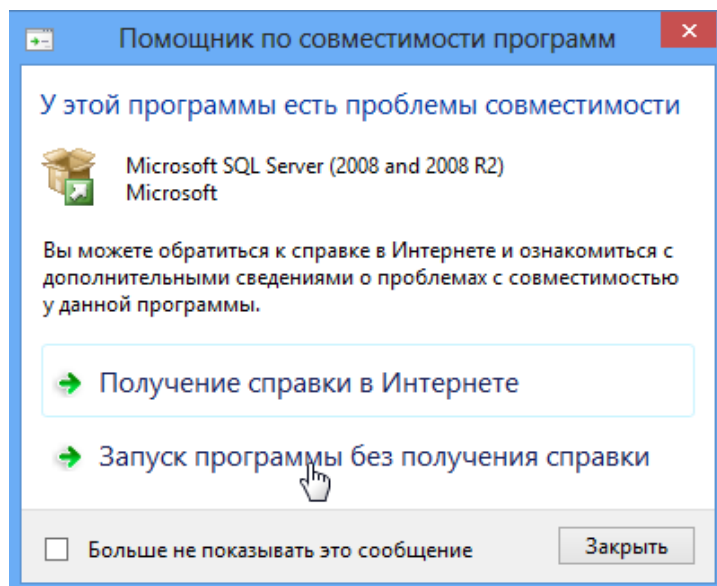 Помощник по совместимости программ
У этой программы есть проблемы совместимости
Microsoft SQL Server (2008 and 2008 R2)
Microsoft
Вы можете обратиться к справке в Интернете и ознакомиться с
дополнительными сведениями о проблемах с совместимостью
у данной программы.
Получение справки в Интернете
Запуск программы без получения справки
Больше не показывать это сообщение
Закрыть